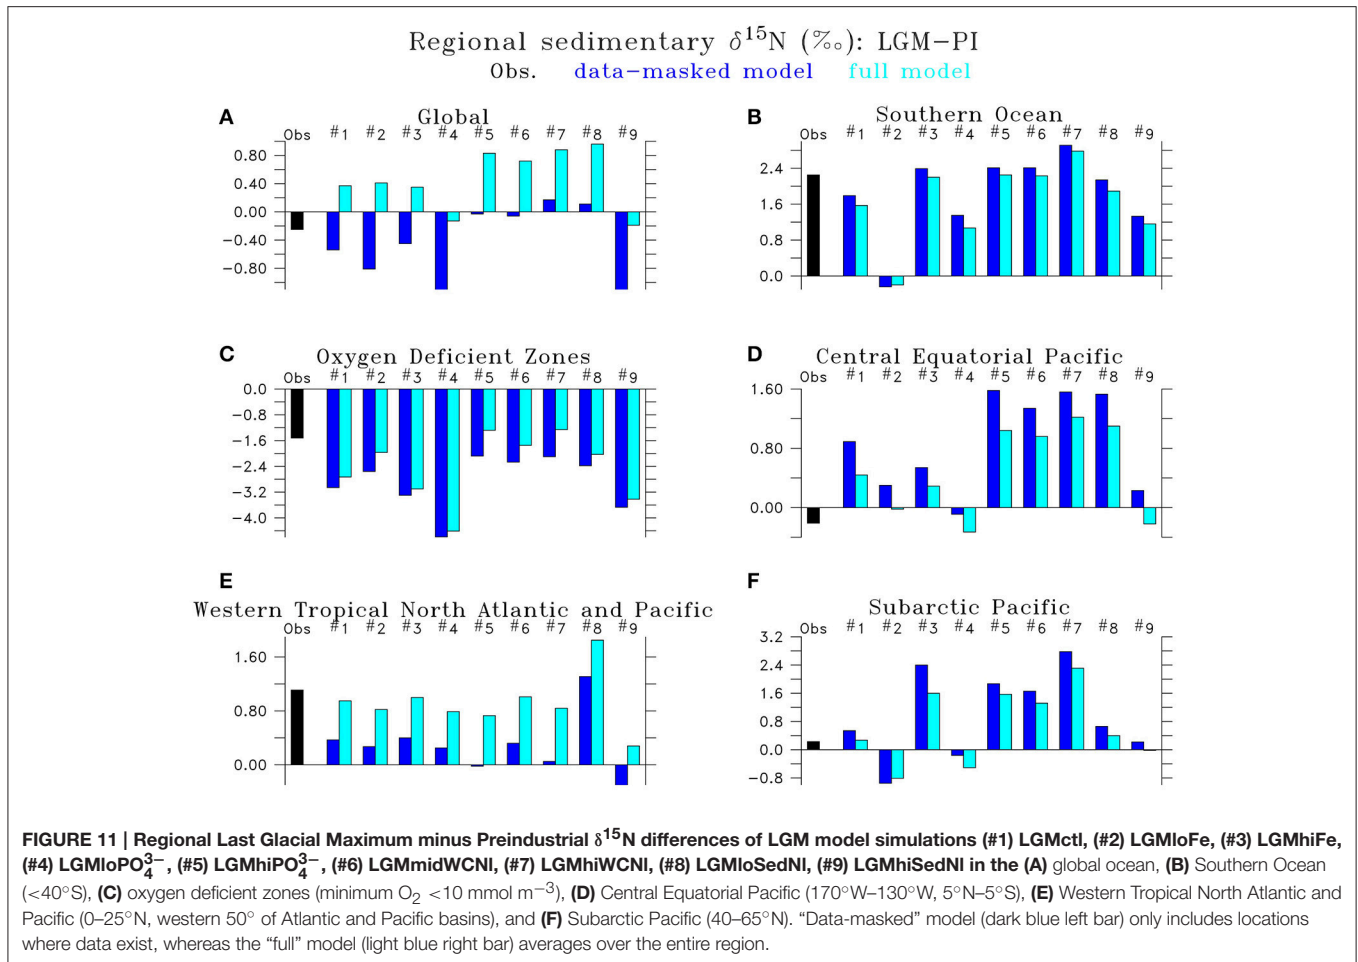 Regional sedimentary δ¹⁵N (‰): LGM−PI
Obs. data−masked model full model
A Global
Obs #1 #2 #3 #4 #5 #6 #7 #8 #9
0.80
0.40
0.00
−0.40
−0.80
B Southern Ocean
Obs #1 #2 #3 #4 #5 #6 #7 #8 #9
2.4
1.6
0.8
0.0
C Oxygen Deficient Zones
Obs #1 #2 #3 #4 #5 #6 #7 #8 #9
0.0
−0.8
−1.6
−2.4
−3.2
−4.0
D Central Equatorial Pacific
Obs #1 #2 #3 #4 #5 #6 #7 #8 #9
1.60
0.80
0.00
E
Western Tropical North Atlantic and Pacific
Obs #1 #2 #3 #4 #5 #6 #7 #8 #9
1.60
0.80
0.00
F
Subarctic Pacific
Obs #1 #2 #3 #4 #5 #6 #7 #8 #9
3.2
2.4
1.6
0.8
0.0
−0.8
FIGURE 11 | Regional Last Glacial Maximum minus Preindustrial δ¹⁵N differences of LGM model simulations (#1) LGMctl, (#2) LGMloFe, (#3) LGMhiFe,
(#4) LGMloPO₄³⁻, (#5) LGMhiPO₄³⁻, (#6) LGMmidWCNl, (#7) LGMhiWCNl, (#8) LGMloSedNl, (#9) LGMhiSedNl in the (A) global ocean, (B) Southern Ocean
(<40°S), (C) oxygen deficient zones (minimum O₂ <10 mmol m⁻³), (D) Central Equatorial Pacific (170°W–130°W, 5°N–5°S), (E) Western Tropical North Atlantic and
Pacific (0–25°N, western 50° of Atlantic and Pacific basins), and (F) Subarctic Pacific (40–65°N). “Data-masked” model (dark blue left bar) only includes locations
where data exist, whereas the “full” model (light blue right bar) averages over the entire region.